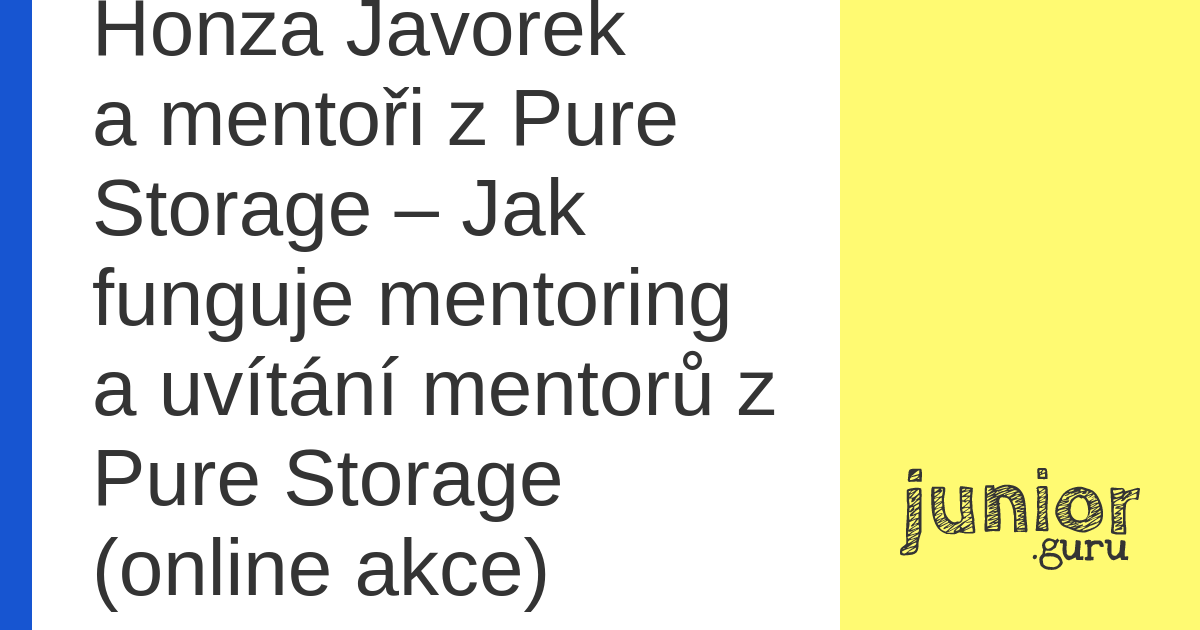 Honza Javorek
a mentoři z Pure
Storage – Jak
funguje mentoring
a uvítání mentorů z
Pure Storage
(online akce)
junior
.guru